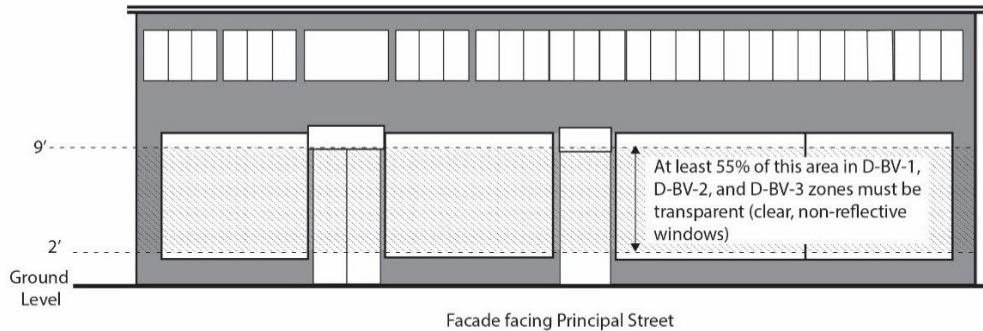 9’
At least 55% of this area in D-BV-1,
D-BV-2, and D-BV-3 zones must be
transparent (clear, non-reflective
windows)
2’
Ground
Level
Facade facing Principal Street